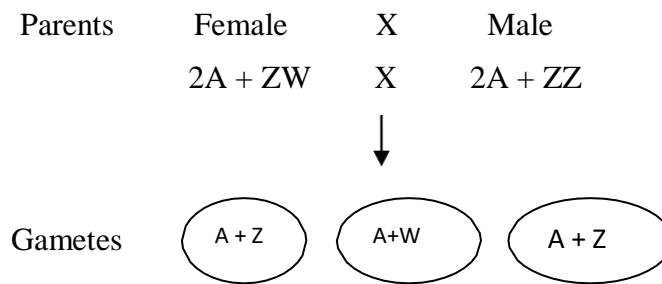 Parents Female X Male
2A + ZW X 2A + ZZ
Gametes A + Z A+W A + Z